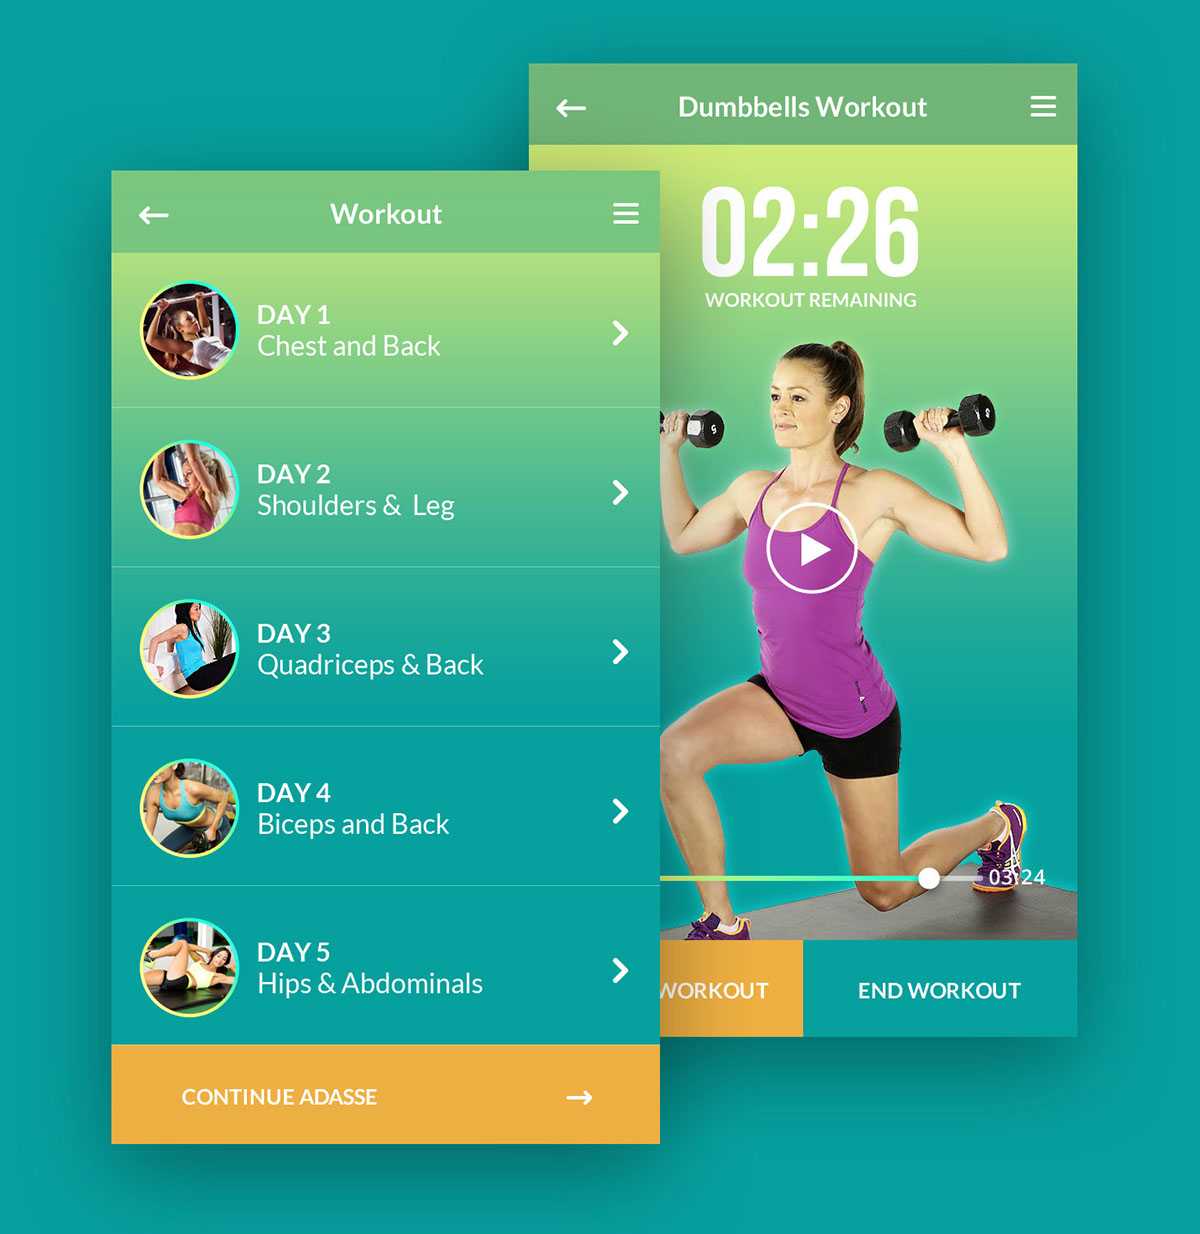 Workout
DAY 1
Chest and Back
DAY 2
Shoulders & Leg
DAY 3
Quadriceps & Back
DAY 4
Biceps and Back
DAY 5
Hips & Abdominals
CONTINUE ADASSE
Dumbbells Workout
02:26
WORKOUT REMAINING
5
03:24
WORKOUT
END WORKOUT